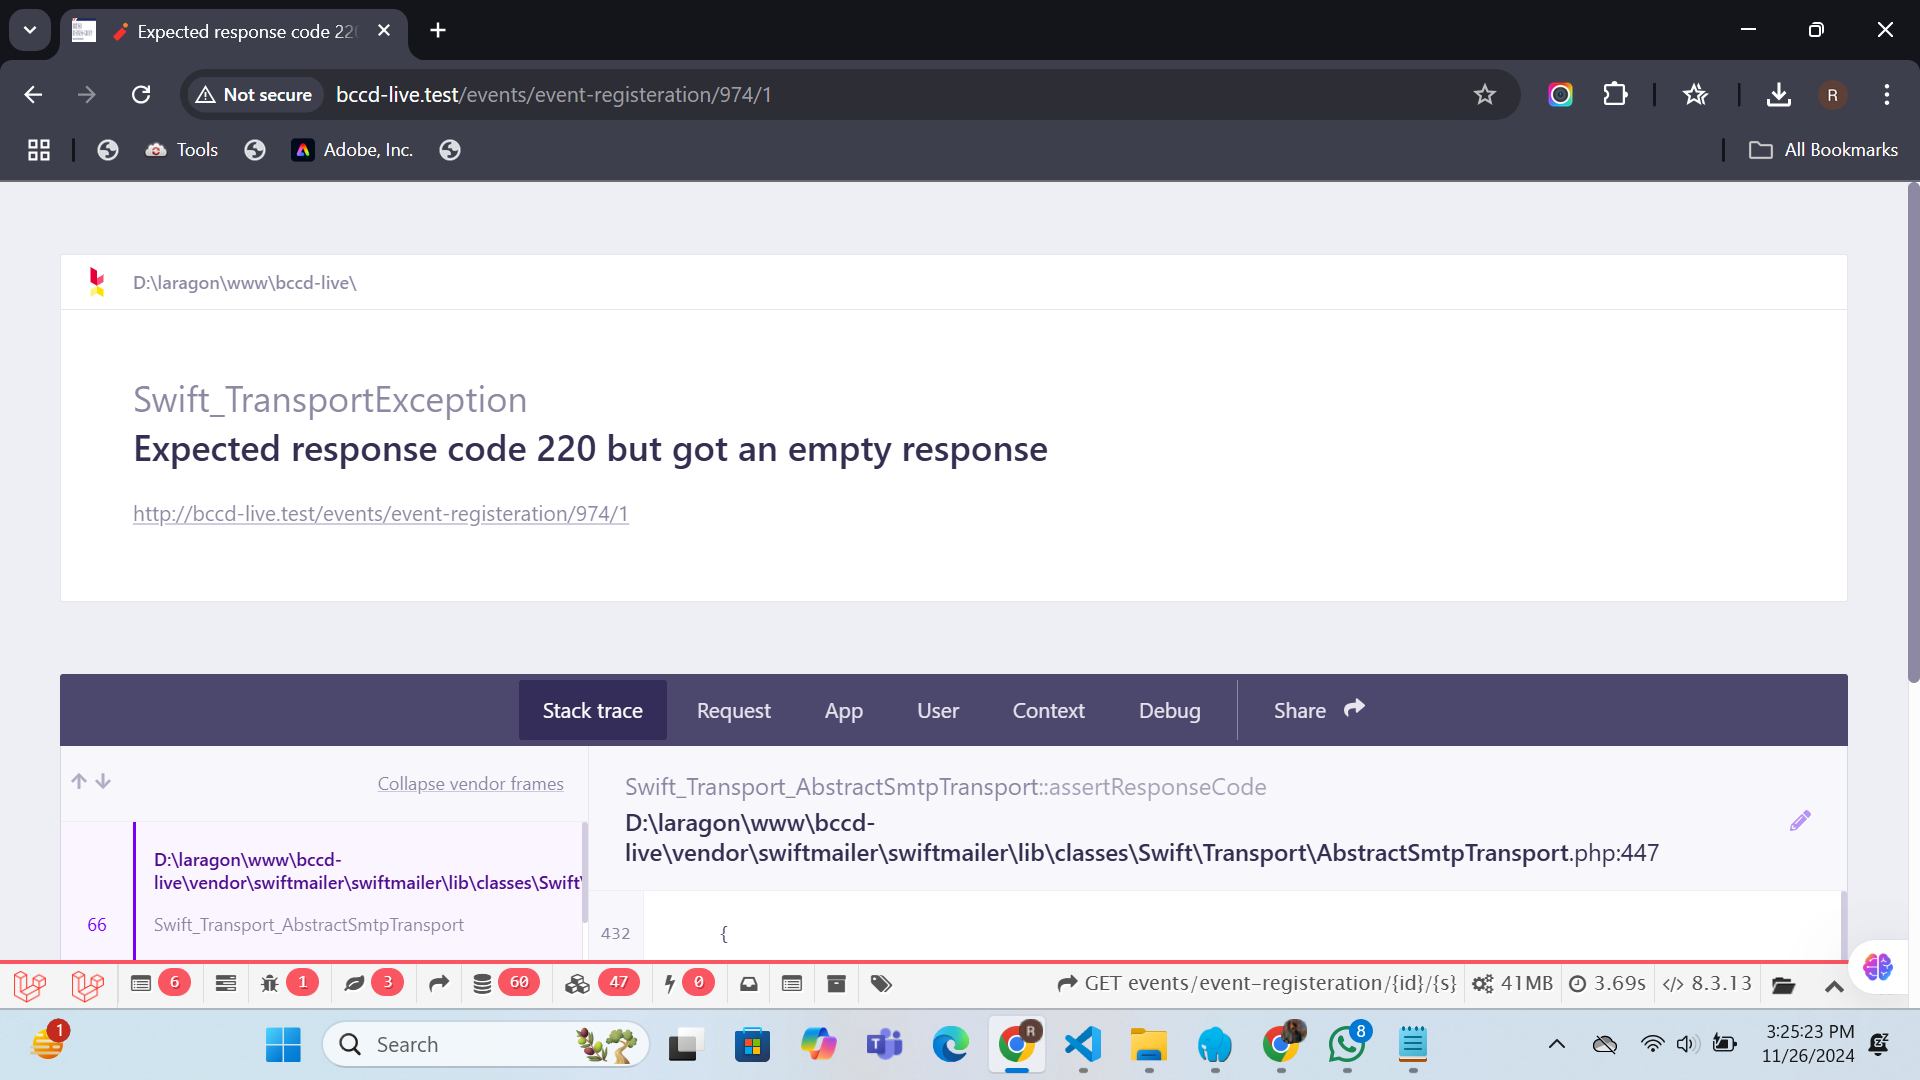 Expected response code 220
Not secure
bccd-live.test/events/event-registeration/974/1
R
Tools
Adobe, Inc.
All Bookmarks
D:\laragon\www\bccd-live\
Swift_TransportException
Expected response code 220 but got an empty response
http://bccd-live.test/events/event-registeration/974/1
Stack trace
Request
App
User
Context
Debug
Share
Collapse vendor frames
Swift_Transport_AbstractSmtpTransport::assertResponseCode
D:\laragon\www\bccd-
live\vendor\swiftmailer\swiftmailer\lib\classes\Swift\Transport\AbstractSmtpTransport.php:447
D:\laragon\www\bccd-
live\vendor\swiftmailer\swiftmailer\lib\classes\Swift\
66
Swift_Transport_AbstractSmtpTransport
432
{
6
1
3
60
47
0
GET events/event-registeration/{id}/{s}
41MB
3.69s
8.3.13
1
Search
T
R
8
3:25:23 PM
11/26/2024